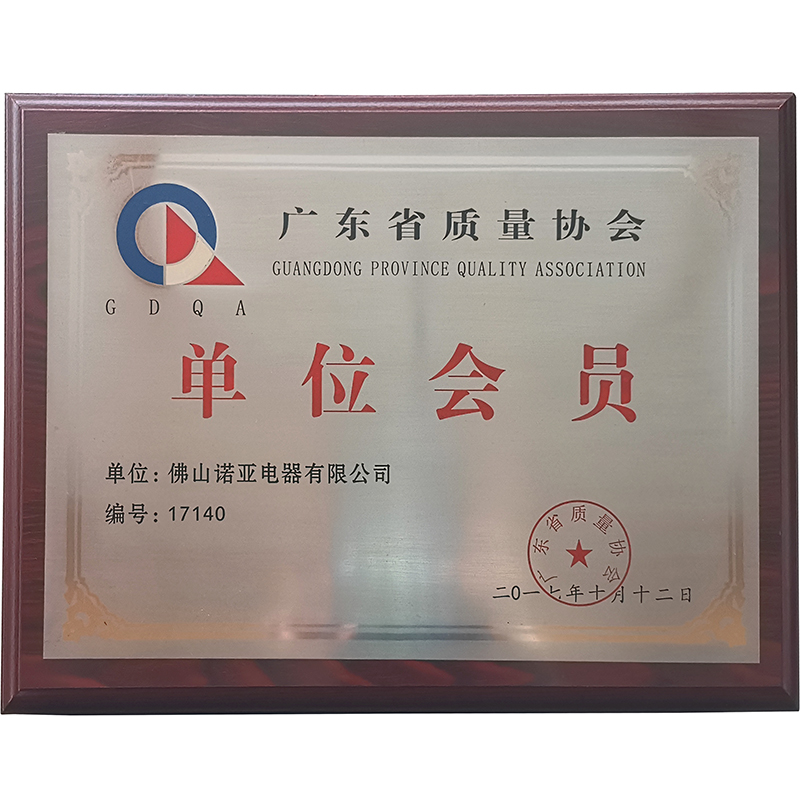 广东省质量协会
GUANGDONG PROVINCE QUALITY ASSOCIATION
GDQA
单位会员
单位：佛山诺亚电器有限公司
编号：17140
广东省质量协会
二〇一七年十月十二日